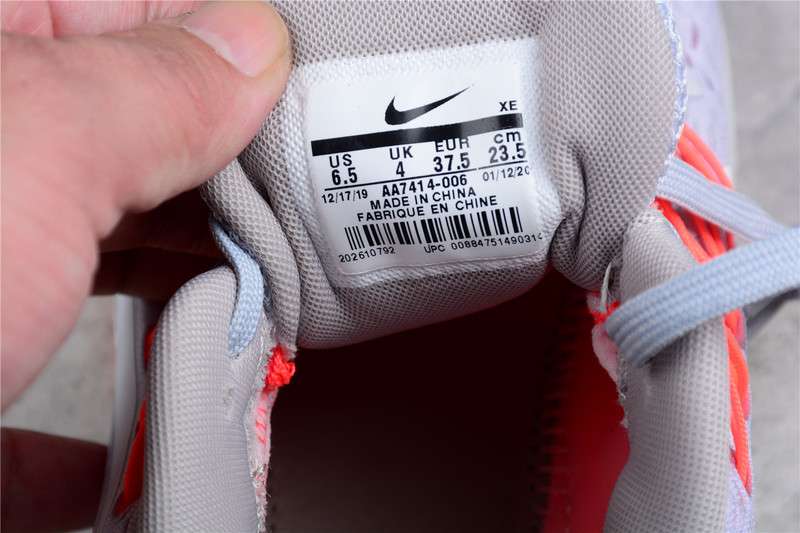 XE
US UK EUR cm
6.5 4 37.5 23.5
12/17/19 AA7414-006 01/12/20
MADE IN CHINA
FABRIQUE EN CHINE
202610792 UPC 00884751490314